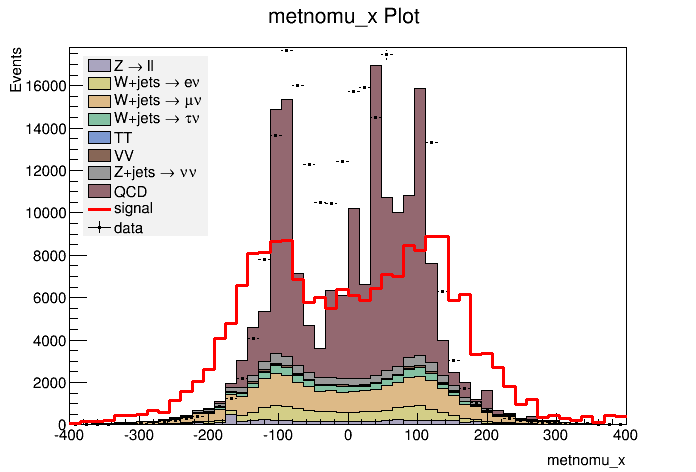 metnomu_x Plot
Events
Z → ll
W+jets → eν
W+jets → μν
W+jets → τν
TT
VV
Z+jets → νν
QCD
signal
data
16000
14000
12000
10000
8000
6000
4000
2000
0
-400 -300 -200 -100 0 100 200 300 400
metnomu_x